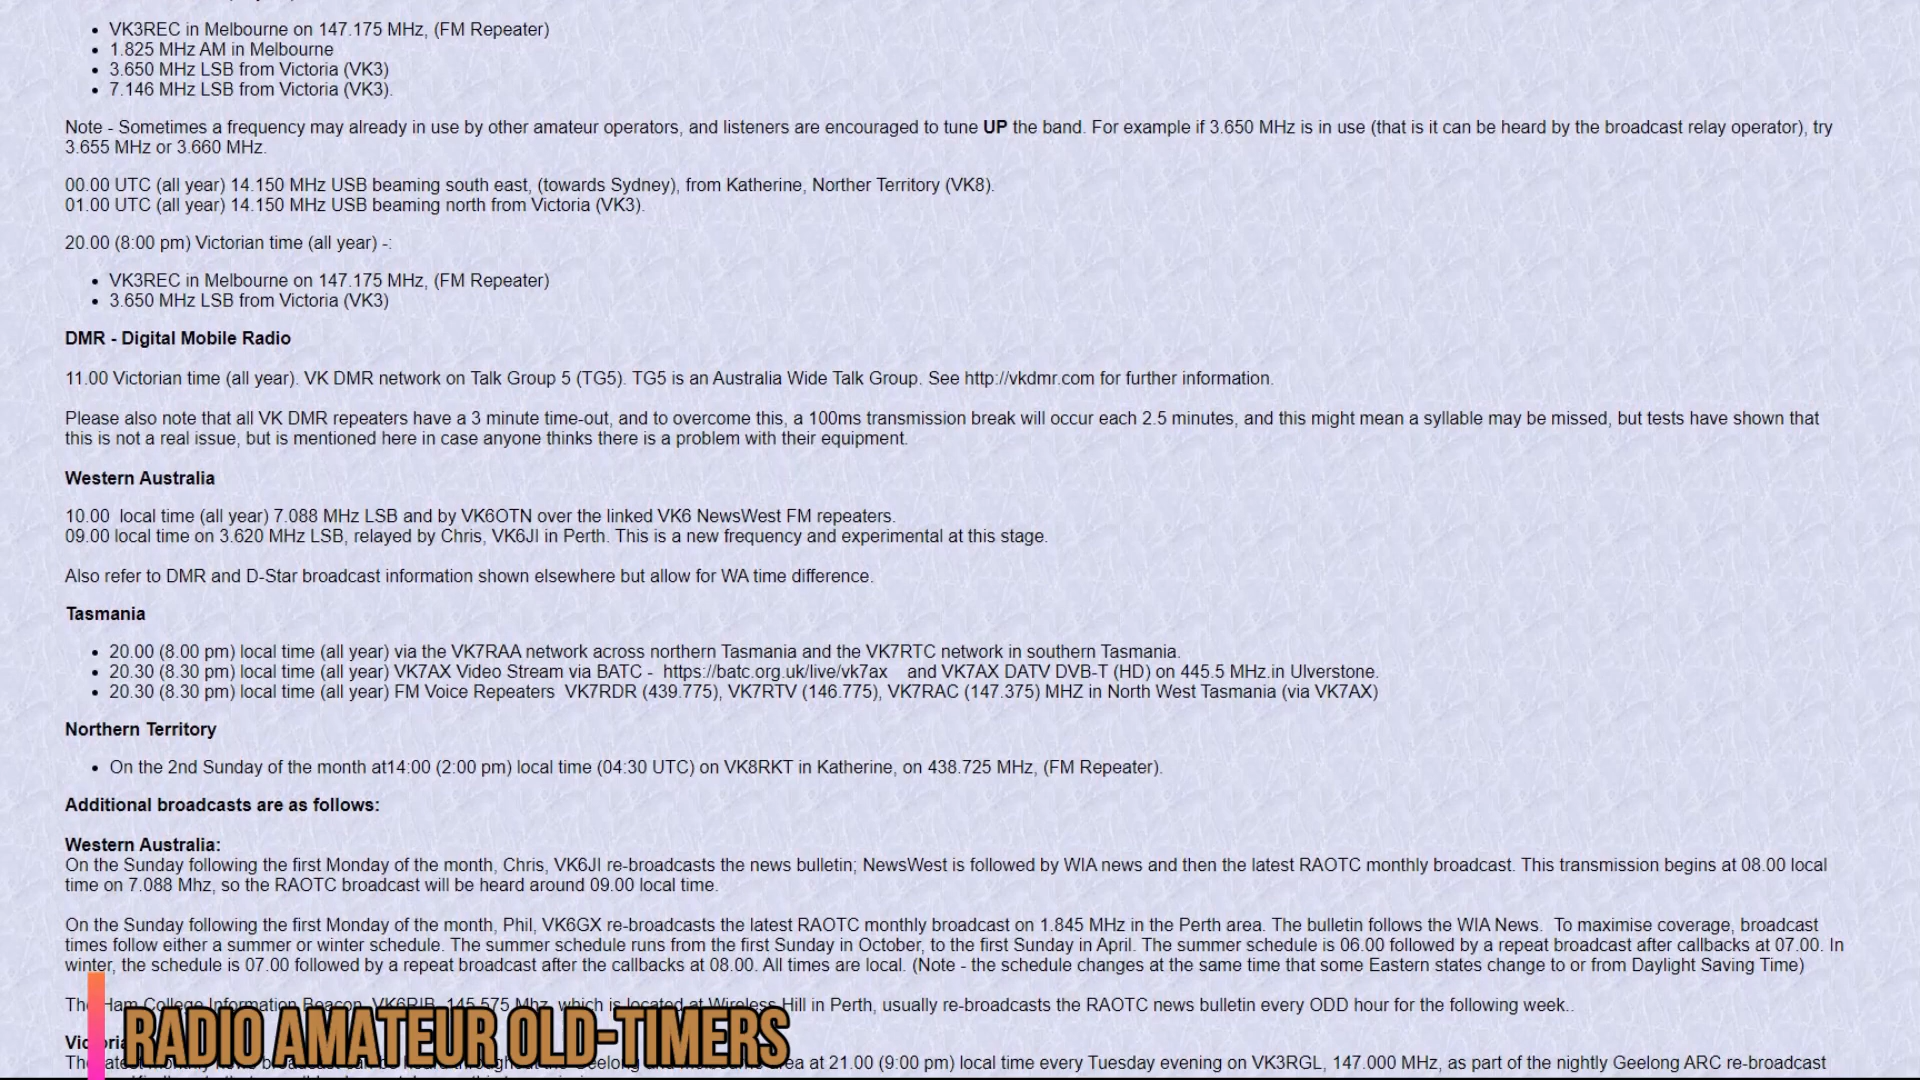 VK3REC in Melbourne on 147.175 MHz, (FM Repeater)
1.825 MHz AM in Melbourne
3.650 MHz LSB from Victoria (VK3)
7.146 MHz LSB from Victoria (VK3).
Note - Sometimes a frequency may already in use by other amateur operators, and listeners are encouraged to tune UP the band. For example if 3.650 MHz is in use (that is it can be heard by the broadcast relay operator), try
3.655 MHz or 3.660 MHz.
00.00 UTC (all year) 14.150 MHz USB beaming south east, (towards Sydney), from Katherine, Norther Territory (VK8).
01.00 UTC (all year) 14.150 MHz USB beaming north from Victoria (VK3).
20.00 (8:00 pm) Victorian time (all year) -:
VK3REC in Melbourne on 147.175 MHz, (FM Repeater)
3.650 MHz LSB from Victoria (VK3)
DMR - Digital Mobile Radio
11.00 Victorian time (all year). VK DMR network on Talk Group 5 (TG5). TG5 is an Australia Wide Talk Group. See http://vkdmr.com for further information.
Please also note that all VK DMR repeaters have a 3 minute time-out, and to overcome this, a 100ms transmission break will occur each 2.5 minutes, and this might mean a syllable may be missed, but tests have shown that
this is not a real issue, but is mentioned here in case anyone thinks there is a problem with their equipment.
Western Australia
10.00 local time (all year) 7.088 MHz LSB and by VK6OTN over the linked VK6 NewsWest FM repeaters.
09.00 local time on 3.620 MHz LSB, relayed by Chris, VK6JI in Perth. This is a new frequency and experimental at this stage.
Also refer to DMR and D-Star broadcast information shown elsewhere but allow for WA time difference.
Tasmania
20.00 (8.00 pm) local time (all year) via the VK7RAA network across northern Tasmania and the VK7RTC network in southern Tasmania.
20.30 (8.30 pm) local time (all year) VK7AX Video Stream via BATC - https://batc.org.uk/live/vk7ax and VK7AX DATV DVB-T (HD) on 445.5 MHz.in Ulverstone.
20.30 (8.30 pm) local time (all year) FM Voice Repeaters VK7RDR (439.775), VK7RTV (146.775), VK7RAC (147.375) MHZ in North West Tasmania (via VK7AX)
Northern Territory
On the 2nd Sunday of the month at14:00 (2:00 pm) local time (04:30 UTC) on VK8RKT in Katherine, on 438.725 MHz, (FM Repeater).
Additional broadcasts are as follows:
Western Australia:
On the Sunday following the first Monday of the month, Chris, VK6JI re-broadcasts the news bulletin; NewsWest is followed by WIA news and then the latest RAOTC monthly broadcast. This transmission begins at 08.00 local
time on 7.088 Mhz, so the RAOTC broadcast will be heard around 09.00 local time.
On the Sunday following the first Monday of the month, Phil, VK6GX re-broadcasts the latest RAOTC monthly broadcast on 1.845 MHz in the Perth area. The bulletin follows the WIA News. To maximise coverage, broadcast
times follow either a summer or winter schedule. The summer schedule runs from the first Sunday in October, to the first Sunday in April. The summer schedule is 06.00 followed by a repeat broadcast after callbacks at 07.00. In
winter, the schedule is 07.00 followed by a repeat broadcast after the callbacks at 08.00. All times are local. (Note - the schedule changes at the same time that some Eastern states change to or from Daylight Saving Time)
The Ham College Information Beacon, VK6RIB, 145.575 Mhz, which is located at Wireless Hill in Perth, usually re-broadcasts the RAOTC news bulletin every ODD hour for the following week..
RADIO AMATEUR OLD-TIMERS
at 21.00 (9:00 pm) local time every Tuesday evening on VK3RGL, 147.000 MHz, as part of the nightly Geelong ARC re-broadcast